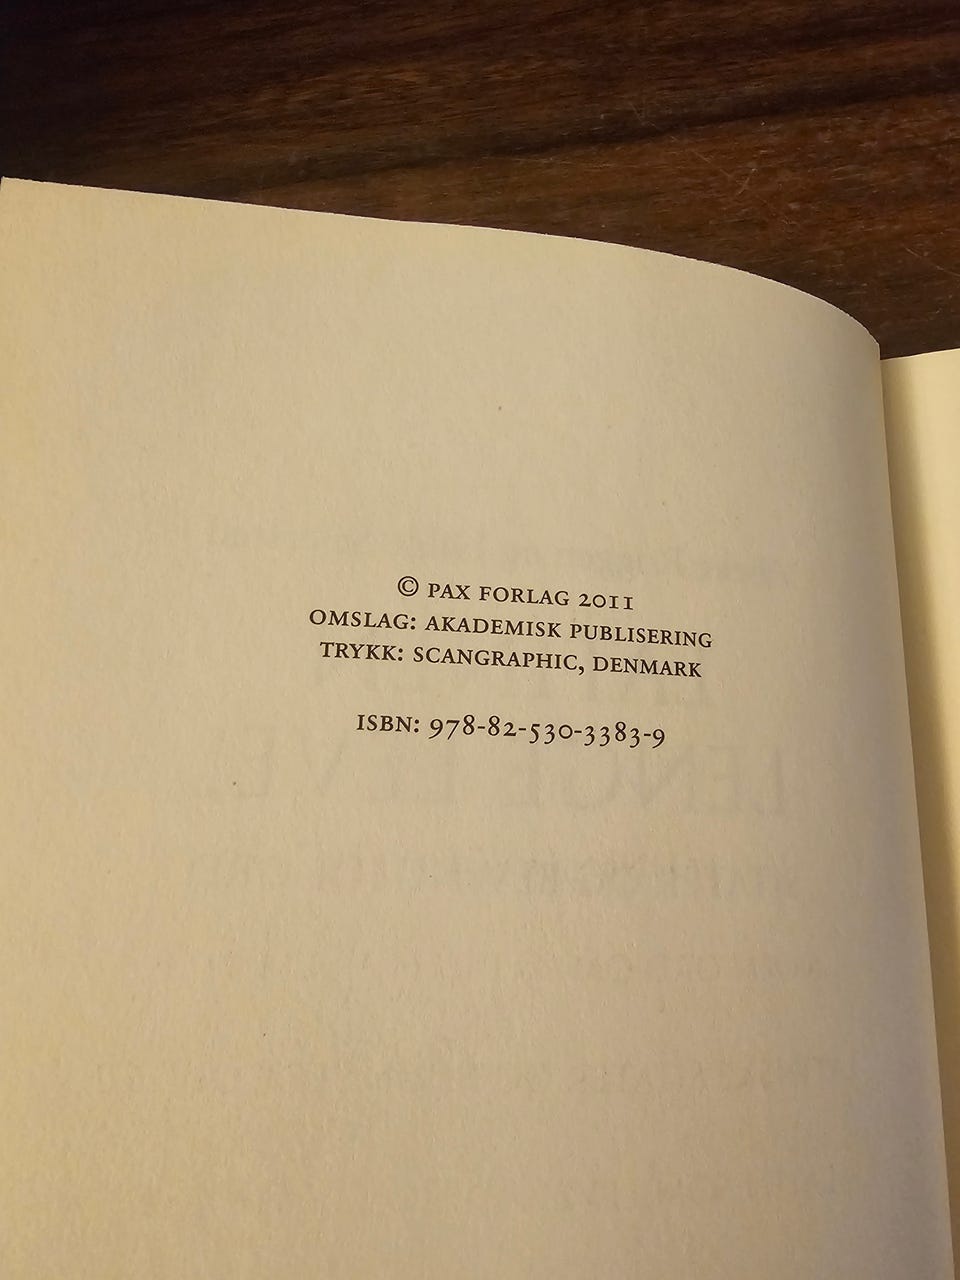 © PAX FORLAG 2011
OMSLAG: AKADEMISK PUBLISERING
TRYKK: SCANGRAPHIC, DENMARK
ISBN: 978-82-530-3383-9